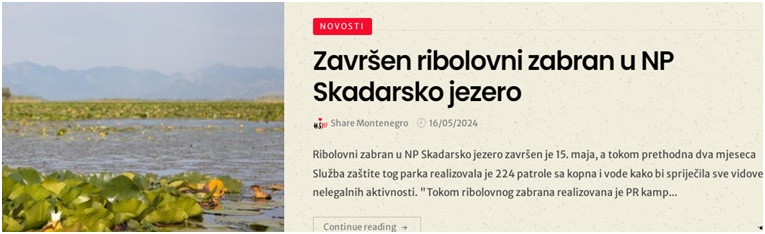 NOVOSTI
Završen ribolovni zabran u NP
Skadarsko jezero
Share Montenegro 16/05/2024
Ribolovni zabran u NP Skadarsko jezero završen je 15. maja, a tokom prethodna dva mjeseca
Služba zaštite tog parka realizovala je 224 patrole sa kopna i vode kako bi spriječila sve vidove
nelegalnih aktivnosti. "Tokom ribolovnog zabrana realizovana je PR kamp...
Continue reading →